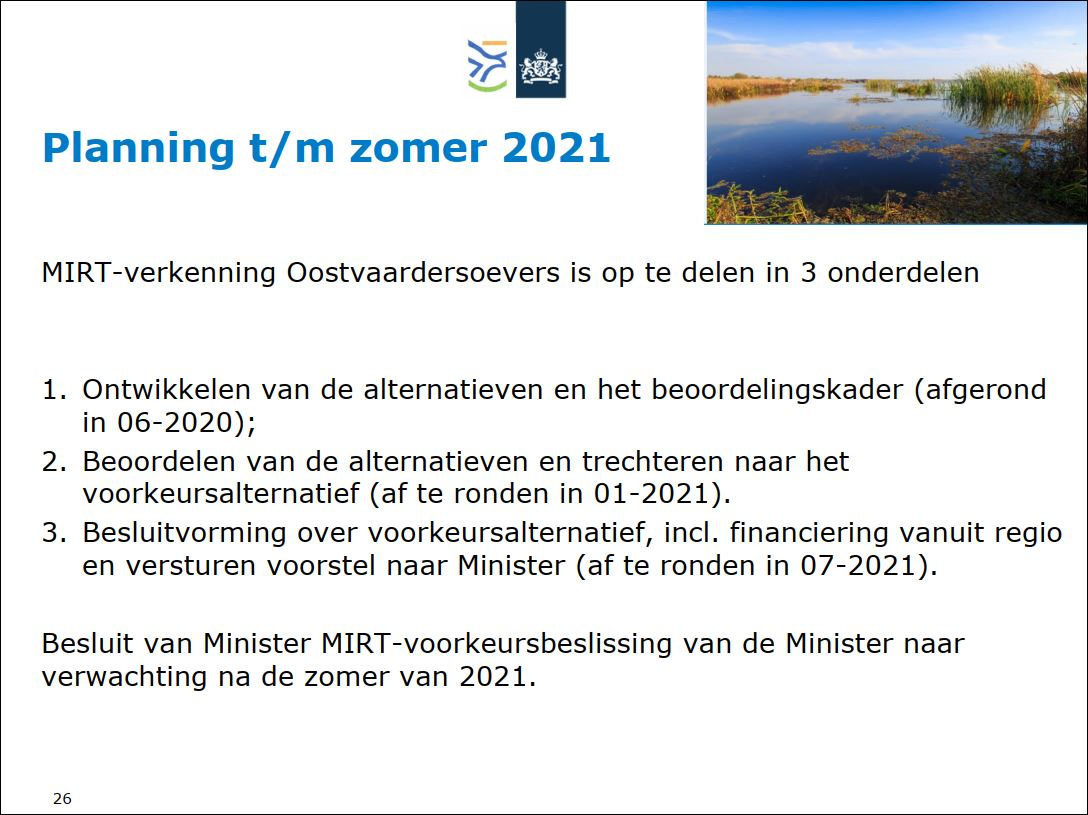 Planning t/m zomer 2021
MIRT-verkenning Oostvaardersoevers is op te delen in 3 onderdelen
1. Ontwikkelen van de alternatieven en het beoordelingskader (afgerond
in 06-2020);
2. Beoordelen van de alternatieven en trechteren naar het
voorkeursalternatief (af te ronden in 01-2021).
3. Besluitvorming over voorkeursalternatief, incl. financiering vanuit regio
en versturen voorstel naar Minister (af te ronden in 07-2021).
Besluit van Minister MIRT-voorkeursbeslissing van de Minister naar
verwachting na de zomer van 2021.
26